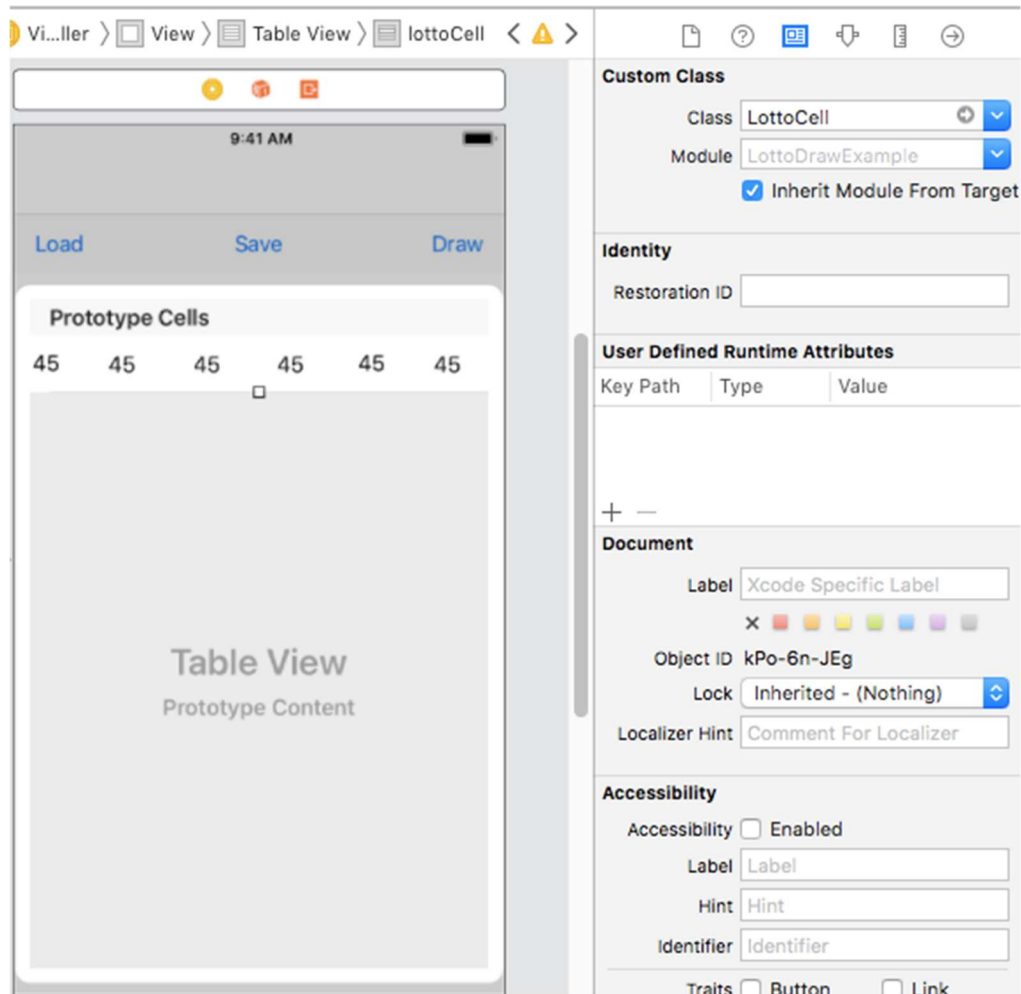 Vi...ller 〉 View 〉 Table View 〉 lottoCell
9:41 AM
Load Save Draw
Prototype Cells
45 45 45 45 45 45
Table View
Prototype Content
Custom Class
Class LottoCell
Module LottoDrawExample
Inherit Module From Target
Identity
Restoration ID
User Defined Runtime Attributes
Key Path Type Value
Document
Label Xcode Specific Label
Object ID kPo-6n-JEg
Lock Inherited - (Nothing)
Localizer Hint Comment For Localizer
Accessibility
Accessibility Enabled
Label Label
Hint Hint
Identifier Identifier
Traits Button Link